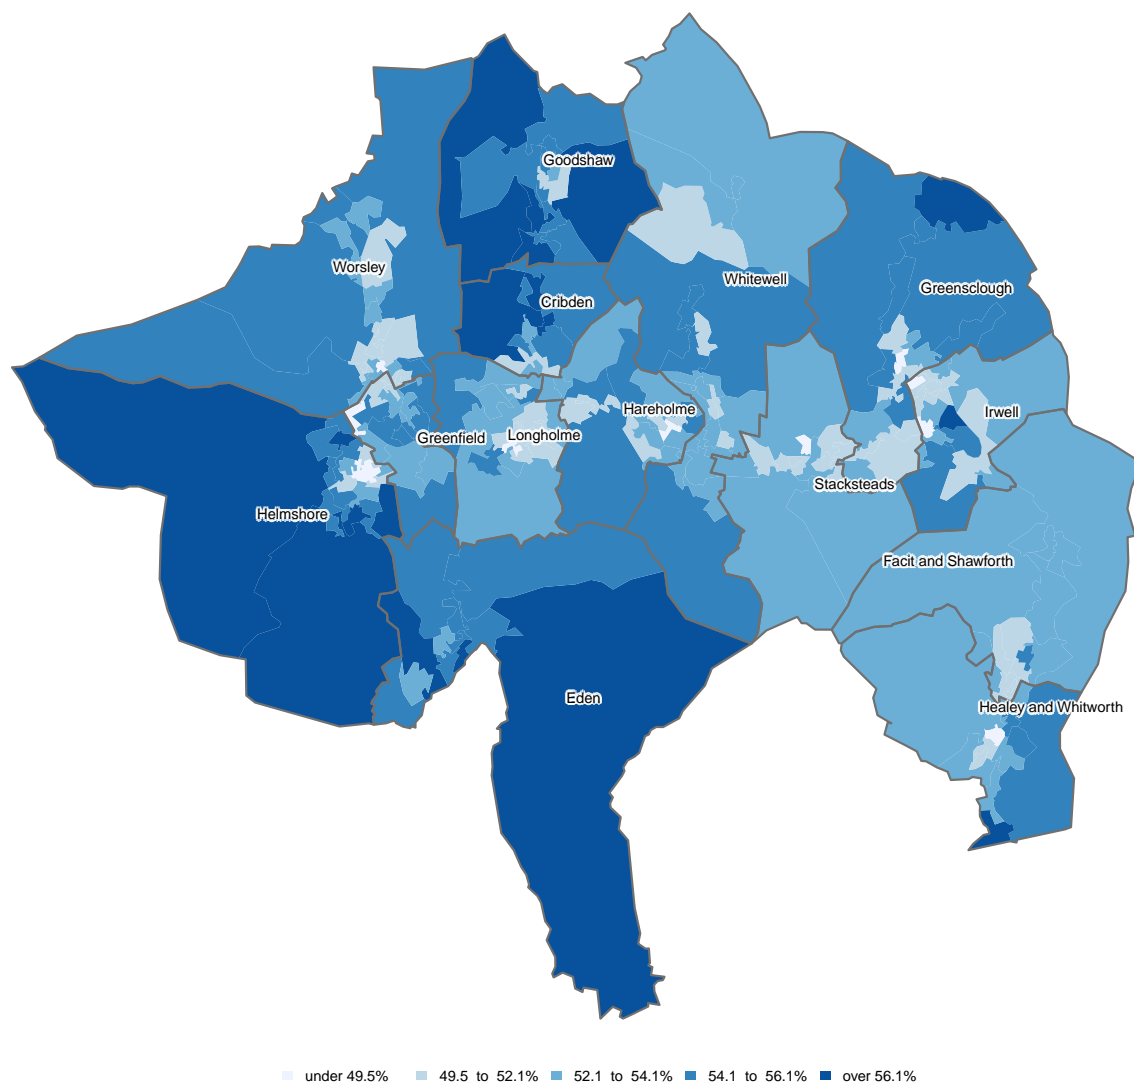 Goodshaw
Worsley
Whitewell
Greensclough
Cribden
Hareholme
Irwell
Greenfield
Longholme
Stacksteads
Helmshore
Facit and Shawforth
Eden
Healey and Whitworth
under 49.5% 49.5 to 52.1% 52.1 to 54.1% 54.1 to 56.1% over 56.1%